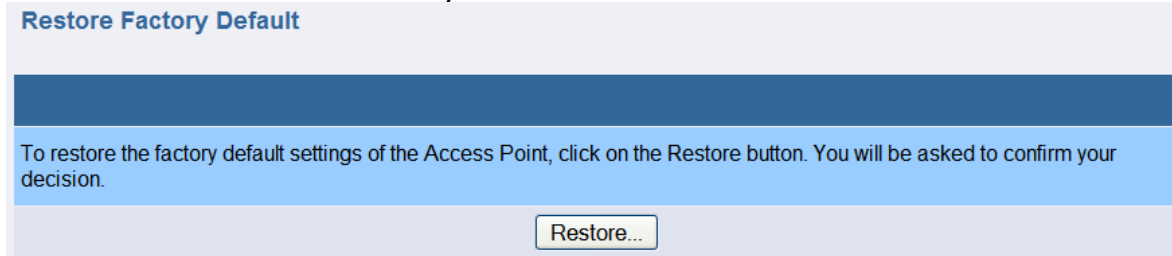 Restore Factory Default
To restore the factory default settings of the Access Point, click on the Restore button. You will be asked to confirm your
decision.
Restore...